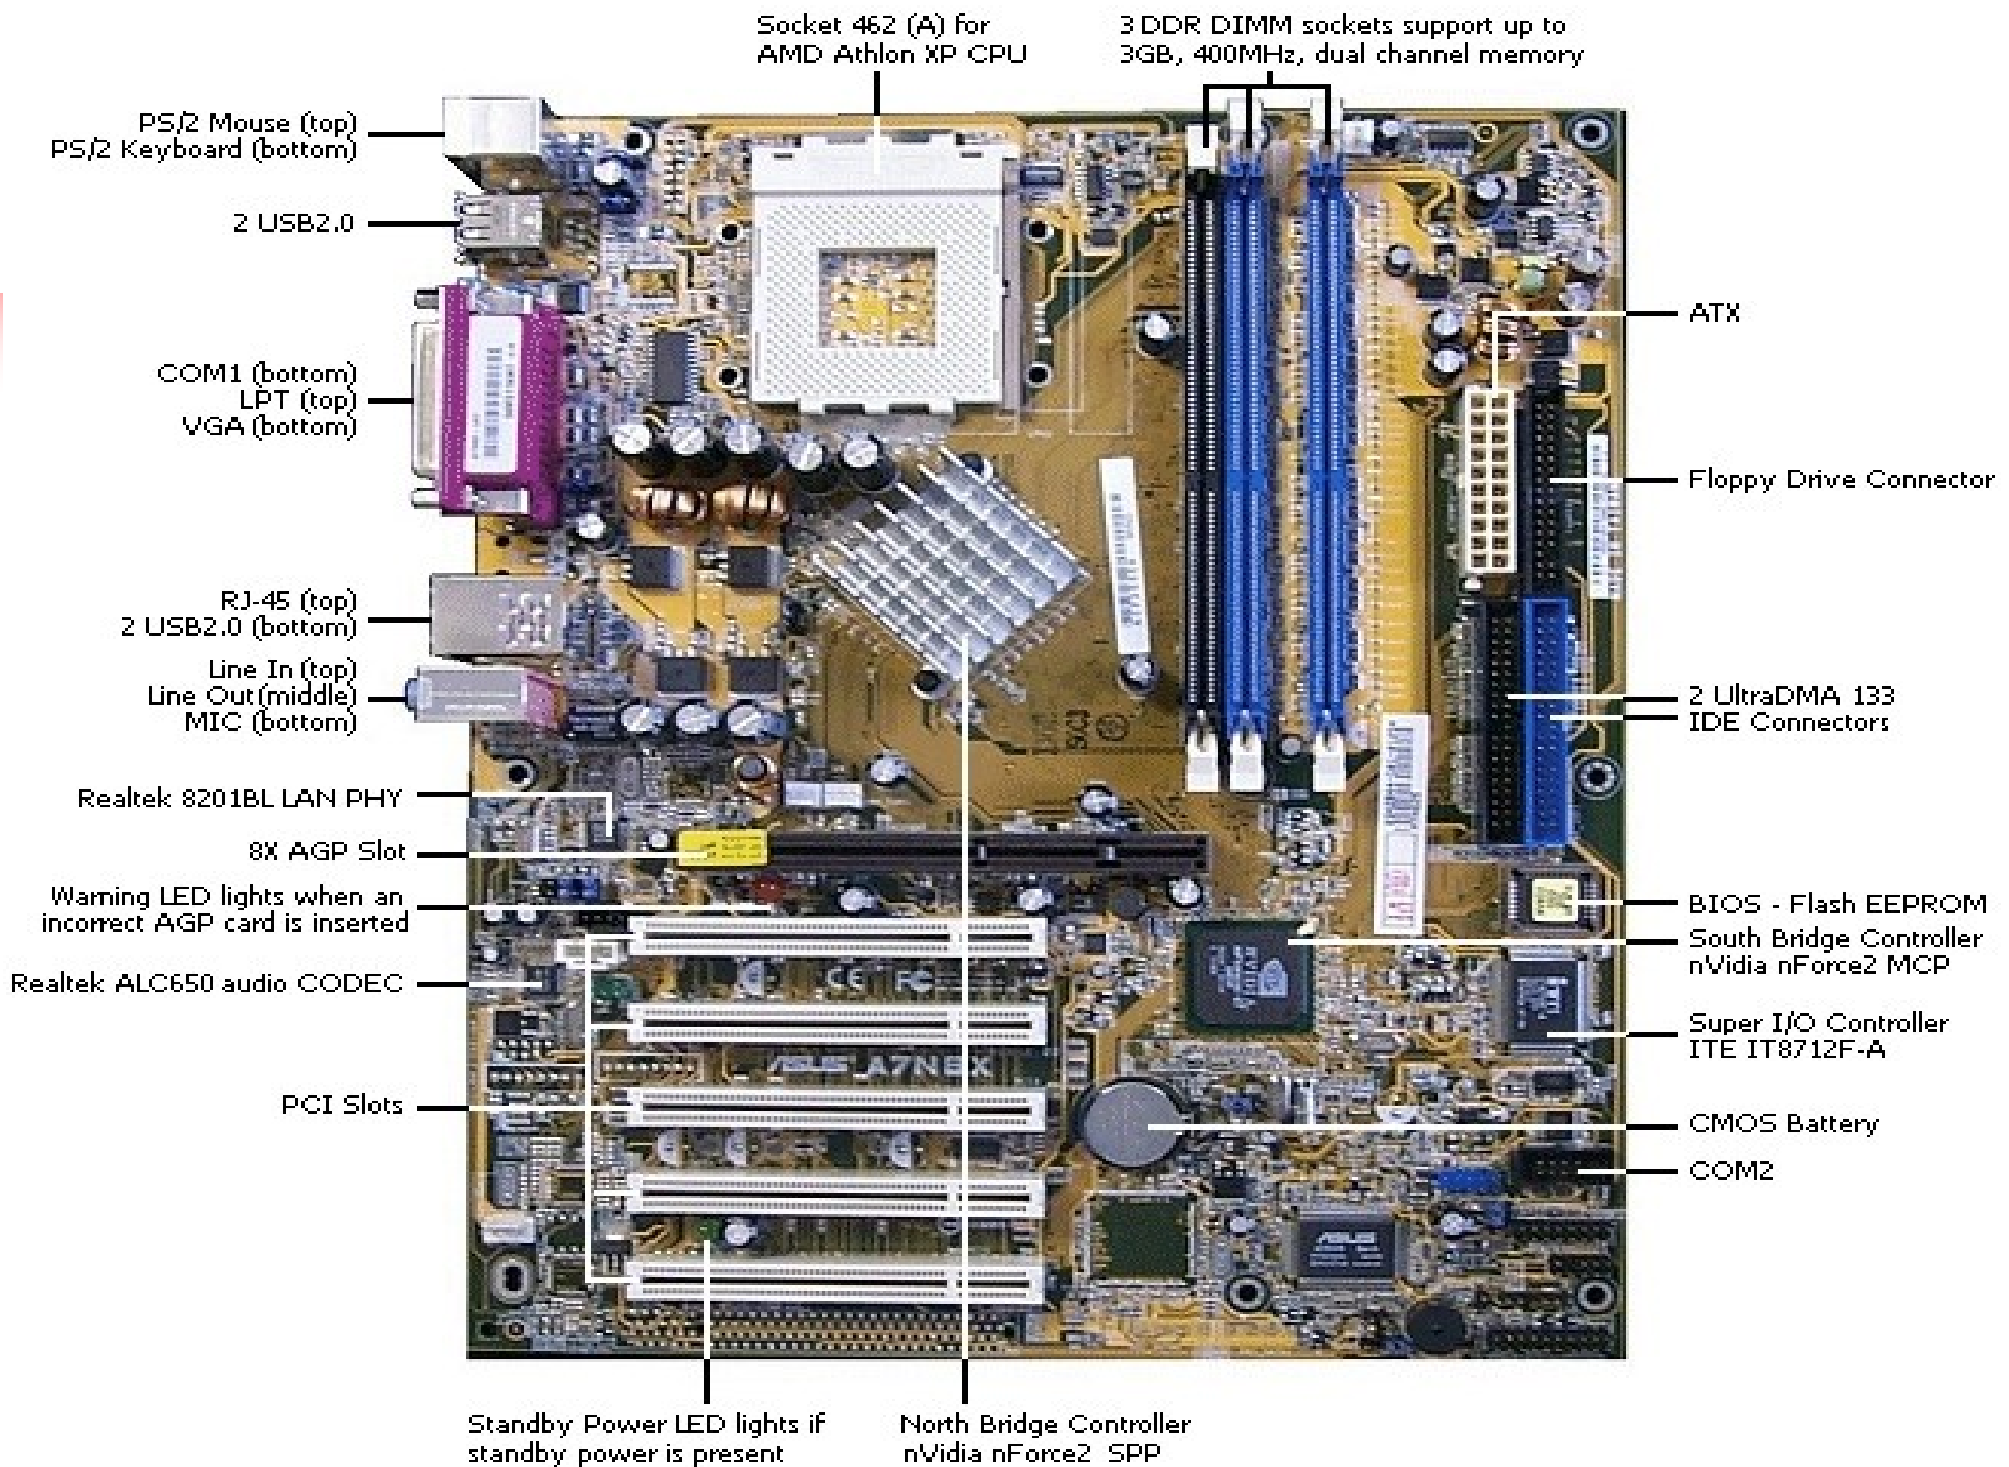 Socket 462 (A) for
AMD Athlon XP CPU
3 DDR DIMM sockets support up to
3GB, 400MHz, dual channel memory
PS/2 Mouse (top)
PS/2 Keyboard (bottom)
2 USB2.0
COM1 (bottom)
LPT (top)
VGA (bottom)
RJ-45 (top)
2 USB2.0 (bottom)
Line In (top)
Line Out(middle)
MIC (bottom)
Realtek 8201BL LAN PHY
8X AGP Slot
Warning LED lights when an
incorrect AGP card is inserted
Realtek ALC650 audio CODEC
PCI Slots
ATX
Floppy Drive Connector
2 UltraDMA 133
IDE Connectors
BIOS - Flash EEPROM
South Bridge Controller
nVidia nForce2 MCP
Super I/O Controller
ITE IT8712F-A
CMOS Battery
COM2
CE FC
ASUS A7N8X
ASUS
Standby Power LED lights if
standby power is present
North Bridge Controller
nVidia nForce2 SPP